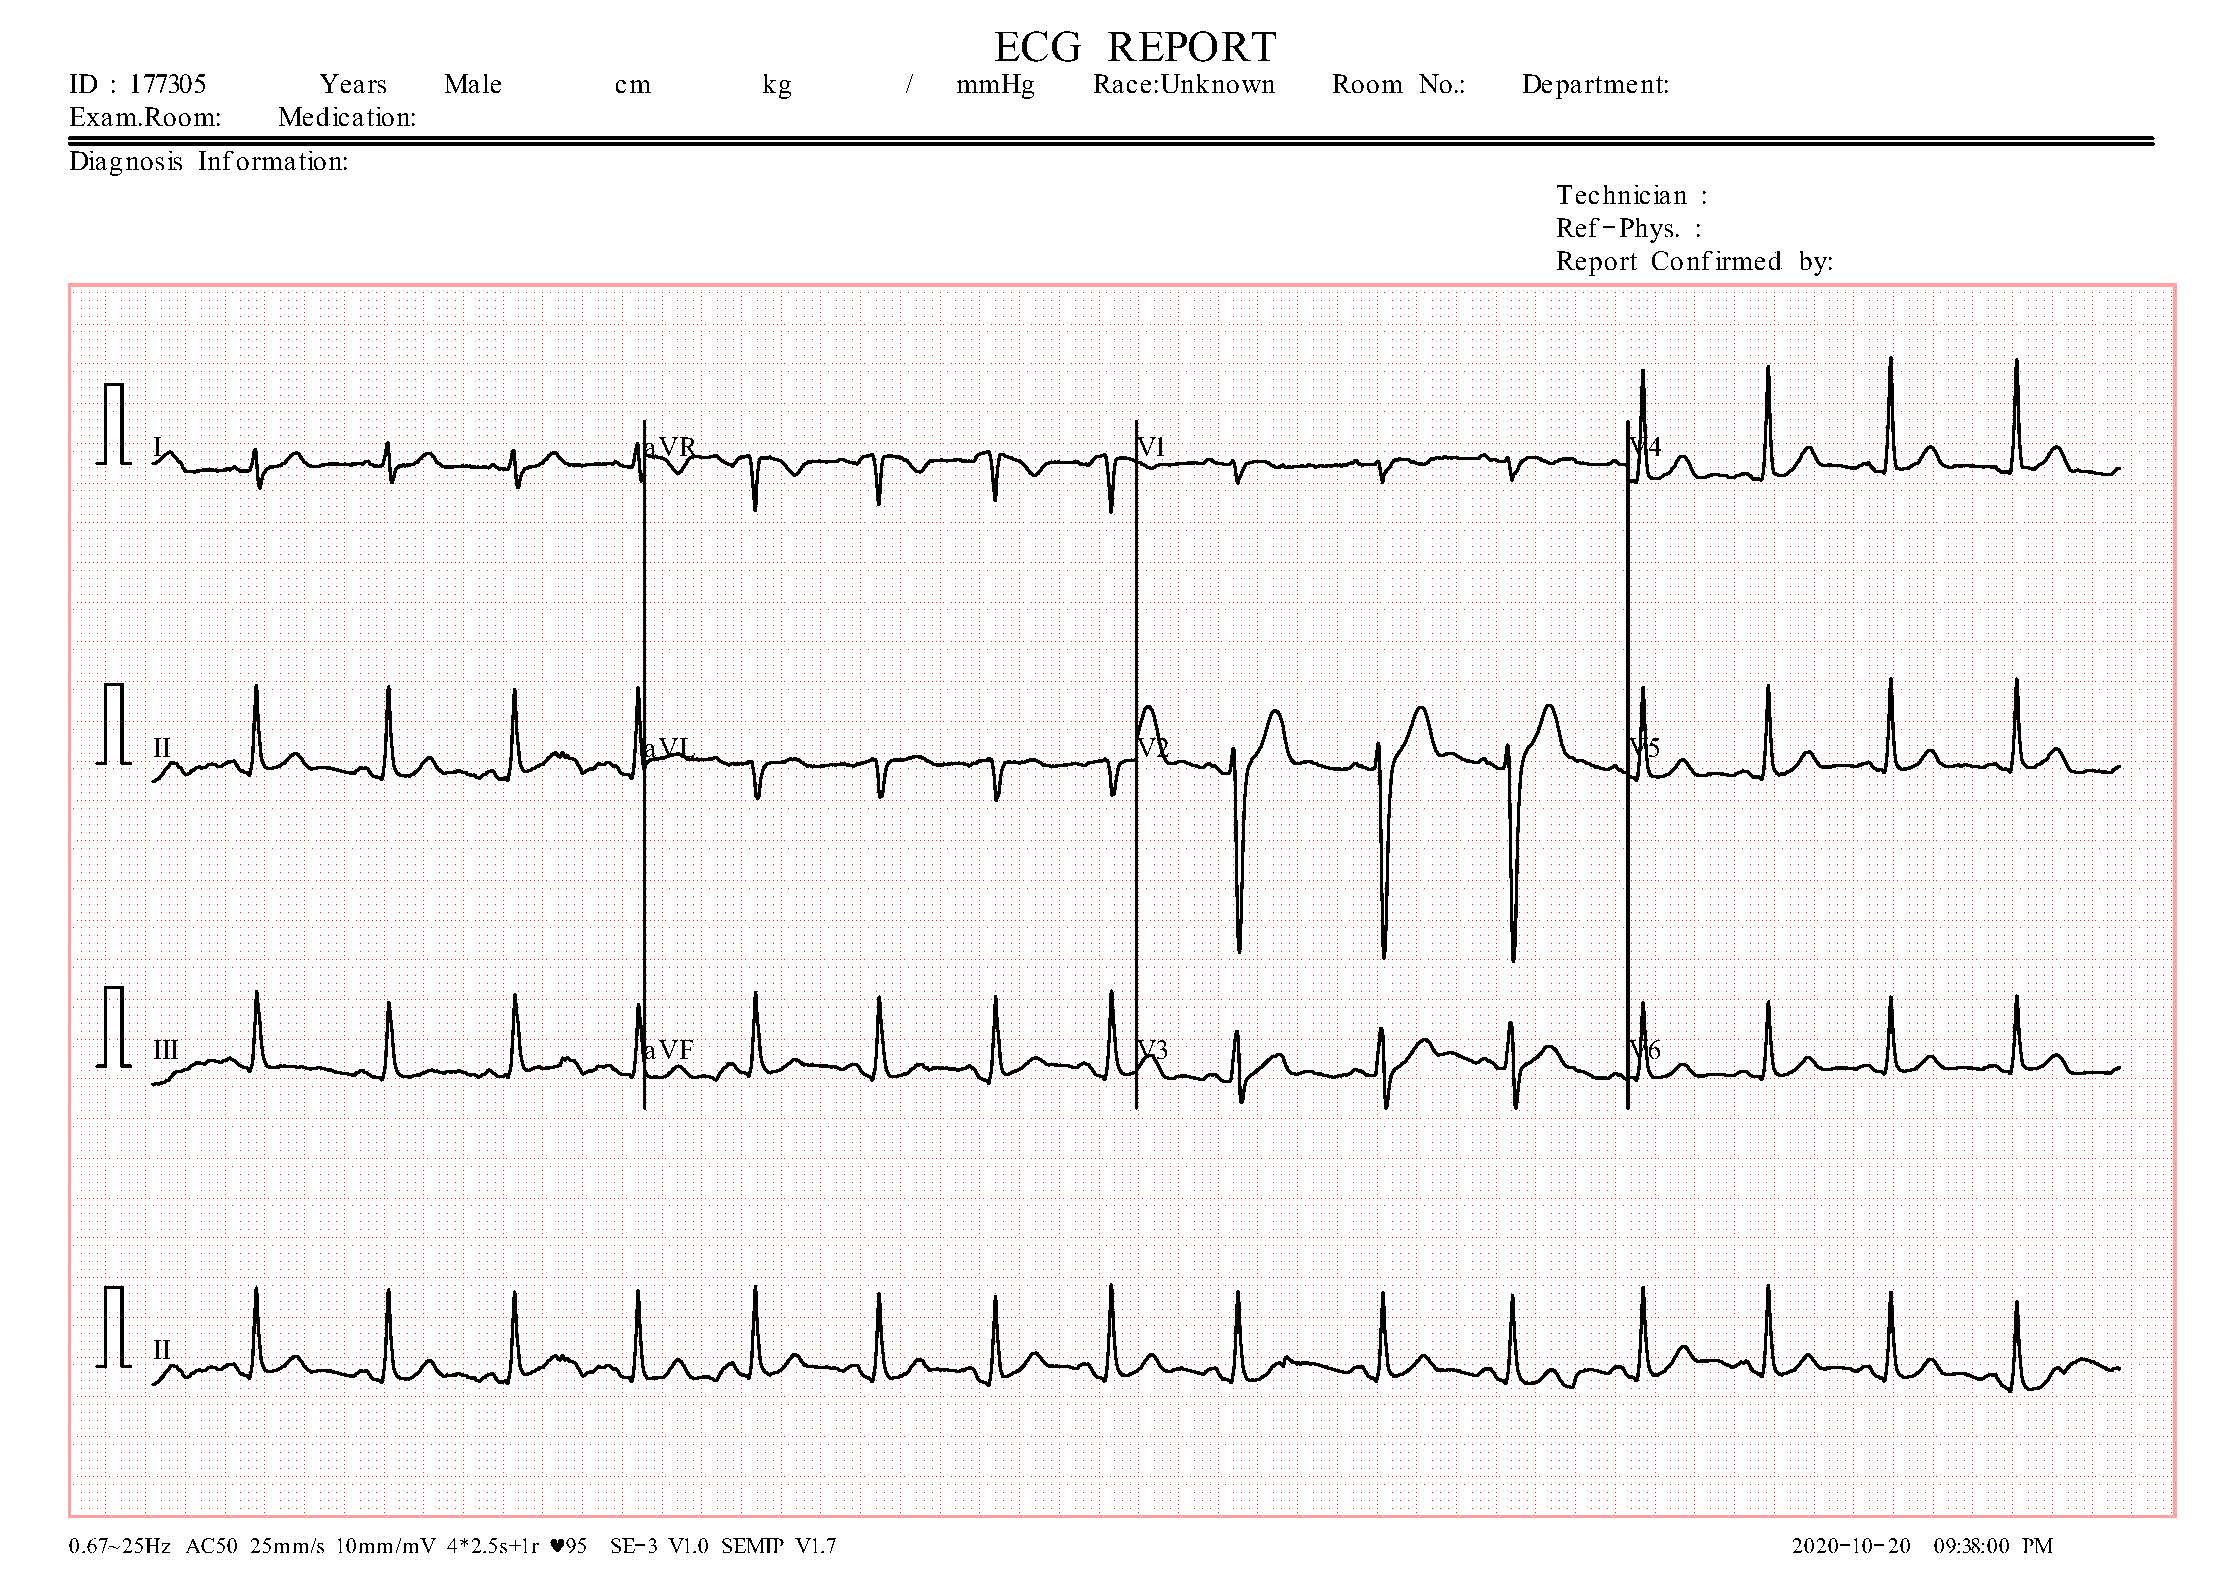 ECG REPORT
ID : 177305 Years Male cm kg / mmHg Race:Unknown Room No.: Department:
Exam.Room: Medication:
Diagnosis Information:
Technician :
Ref-Phys. :
Report Confirmed by:
I aVR V1 V4
II aVL V2 V5
III aVF V3 V6
II
0.67~25Hz AC50 25mm/s 10mm/mV 4*2.5s+1r ♥95 SE-3 V1.0 SEMIP V1.7 2020-10-20 09:38:00 PM